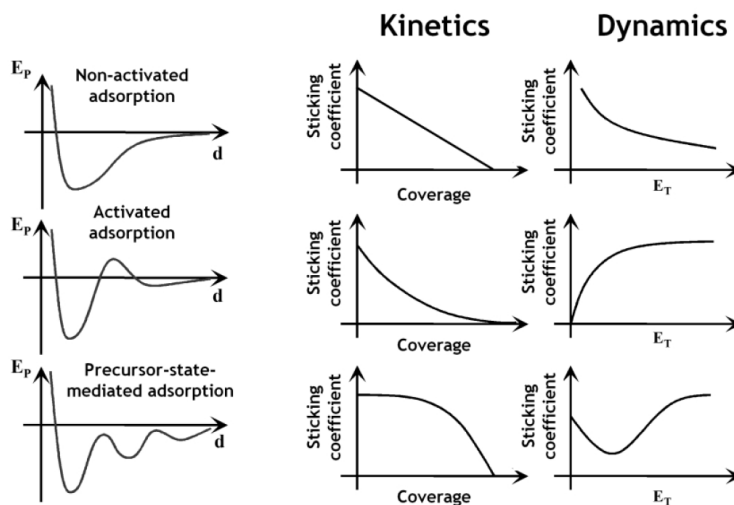 Kinetics
Dynamics
E_P
Non-activated
adsorption
d
Sticking
coefficient
Coverage
Sticking
coefficient
E_T
E_P
Activated
adsorption
d
Sticking
coefficient
Coverage
Sticking
coefficient
E_T
E_P
Precursor-state-
mediated adsorption
d
Sticking
coefficient
Coverage
Sticking
coefficient
E_T